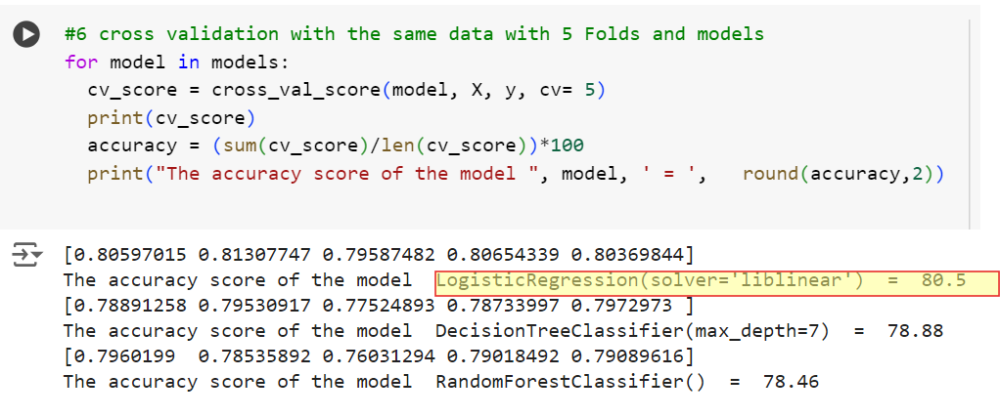 #6 cross validation with the same data with 5 Folds and models
for model in models:
  cv_score = cross_val_score(model, X, y, cv= 5)
  print(cv_score)
  accuracy = (sum(cv_score)/len(cv_score))*100
  print("The accuracy score of the model ", model, ' = ',   round(accuracy,2))
[0.80597015 0.81307747 0.79587482 0.80654339 0.80369844]
The accuracy score of the model  LogisticRegression(solver='liblinear')  =  80.5
[0.78891258 0.79530917 0.77524893 0.78733997 0.7972973 ]
The accuracy score of the model  DecisionTreeClassifier(max_depth=7)  =  78.88
[0.7960199  0.78535892 0.76031294 0.79018492 0.79089616]
The accuracy score of the model  RandomForestClassifier()  =  78.46